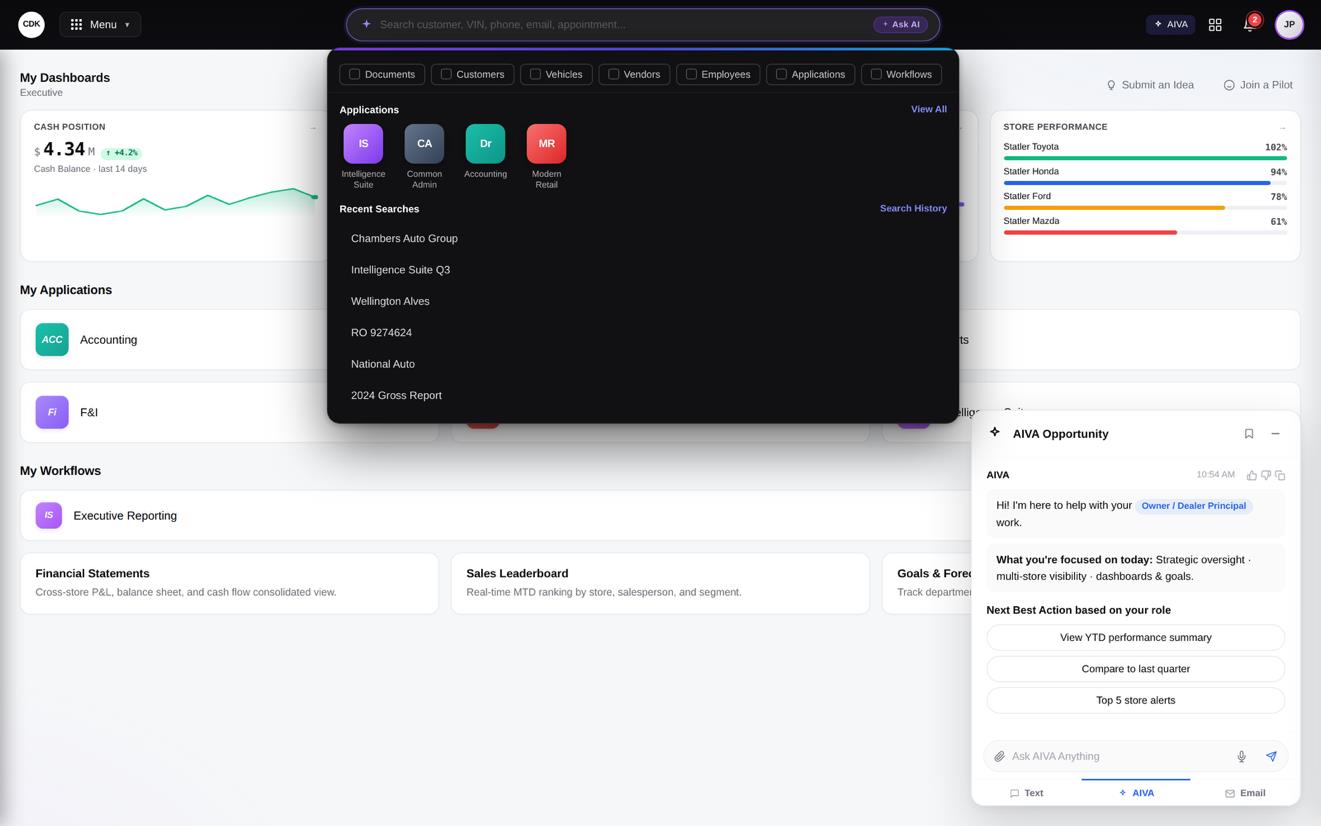 CDK
Menu
Search customer, VIN, phone, email, appointment...
Ask AI
AIVA
2
JP
My Dashboards
Executive
Submit an Idea
Join a Pilot
Documents
Customers
Vehicles
Vendors
Employees
Applications
Workflows
Applications
View All
IS
CA
Dr
MR
Intelligence
Suite
Common
Admin
Accounting
Modern
Retail
Recent Searches
Search History
Chambers Auto Group
Intelligence Suite Q3
Wellington Alves
RO 9274624
National Auto
2024 Gross Report
CASH POSITION →
$ 4.34 M ↑ +4.2%
Cash Balance · last 14 days
STORE PERFORMANCE →
Statler Toyota 102%
Statler Honda 94%
Statler Ford 78%
Statler Mazda 61%
My Applications
ACC Accounting
Fi F&I
My Workflows
IS Executive Reporting
Financial Statements
Cross-store P&L, balance sheet, and cash flow consolidated view.
Sales Leaderboard
Real-time MTD ranking by store, salesperson, and segment.
Goals &
Track
AIVA Opportunity
AIVA 10:54 AM
Hi! I'm here to help with your Owner / Dealer Principal
work.
What you're focused on today: Strategic oversight ·
multi-store visibility · dashboards & goals.
Next Best Action based on your role
View YTD performance summary
Compare to last quarter
Top 5 store alerts
Ask AIVA Anything
Text
AIVA
Email